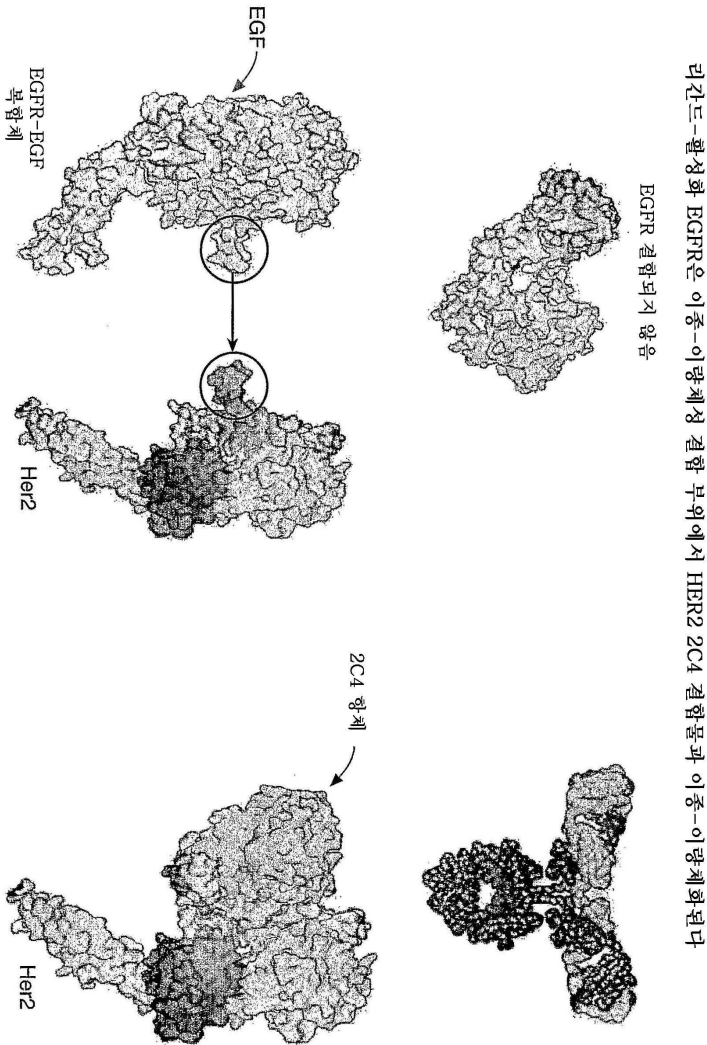 리간드-활성화 EGFR은 이종-이량체성 결합 부위에서 HER2 2C4 결합물과 이종-이량체화된다
EGFR 결합되지 않음
EGF
EGFR-EGF
복합체
Her2
2C4 항체
Her2